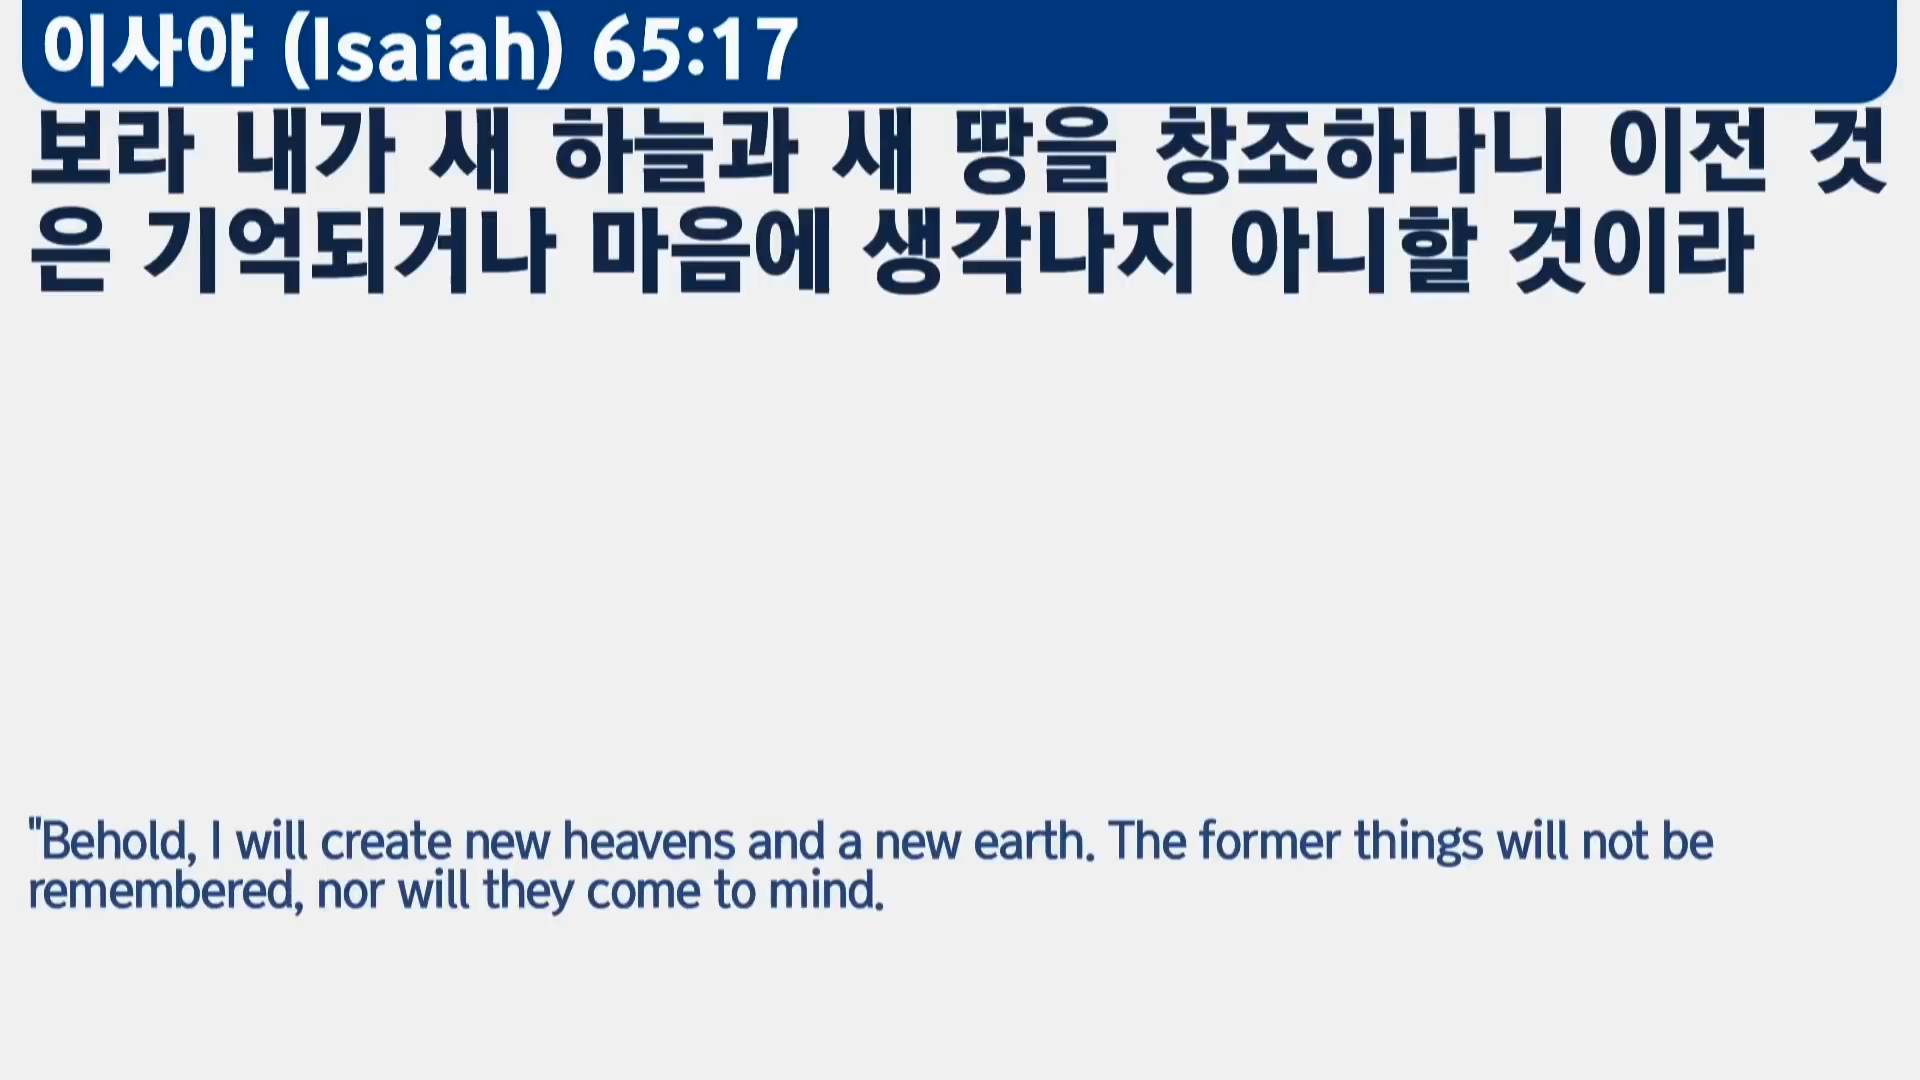 이사야 (Isaiah) 65:17
보라 내가 새 하늘과 새 땅을 창조하나니 이전 것
은 기억되거나 마음에 생각나지 아니할 것이라
"Behold, I will create new heavens and a new earth. The former things will not be
remembered, nor will they come to mind.